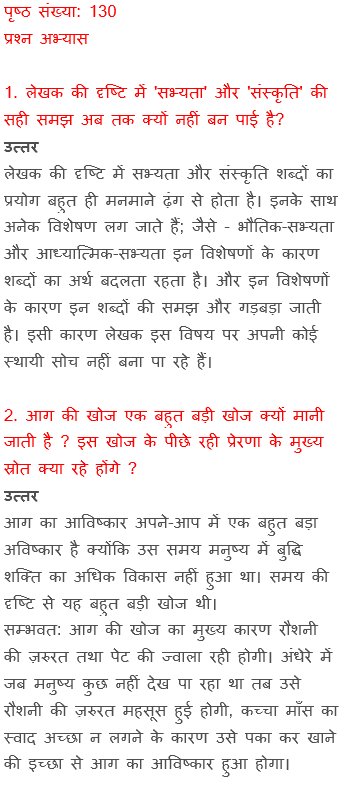 पृष्ठ संख्या: 130
प्रश्न अभ्यास
1. लेखक की दृष्टि में 'सभ्यता' और 'संस्कृति' की
सही समझ अब तक क्यों नहीं बन पाई है?
उत्तर
लेखक की दृष्टि में सभ्यता और संस्कृति शब्दों का
प्रयोग बहुत ही मनमाने ढ़ंग से होता है। इनके साथ
अनेक विशेषण लग जाते हैं; जैसे - भौतिक-सभ्यता
और आध्यात्मिक-सभ्यता इन विशेषणों के कारण
शब्दों का अर्थ बदलता रहता है। और इन विशेषणों
के कारण इन शब्दों की समझ और गड़बड़ा जाती
है। इसी कारण लेखक इस विषय पर अपनी कोई
स्थायी सोच नहीं बना पा रहे हैं।
2. आग की खोज एक बहुत बड़ी खोज क्यों मानी
जाती है ? इस खोज के पीछे रही प्रेरणा के मुख्य
स्रोत क्या रहे होंगे ?
उत्तर
आग का आविष्कार अपने-आप में एक बहुत बड़ा
अविष्कार है क्योंकि उस समय मनुष्य में बुद्धि
शक्ति का अधिक विकास नहीं हुआ था। समय की
दृष्टि से यह बहुत बड़ी खोज थी।
सम्भवत: आग की खोज का मुख्य कारण रौशनी
की ज़रुरत तथा पेट की ज्वाला रही होगी। अंधेरे में
जब मनुष्य कुछ नहीं देख पा रहा था तब उसे
रौशनी की ज़रुरत महसूस हुई होगी, कच्चा माँस का
स्वाद अच्छा न लगने के कारण उसे पका कर खाने
की इच्छा से आग का आविष्कार हुआ होगा।